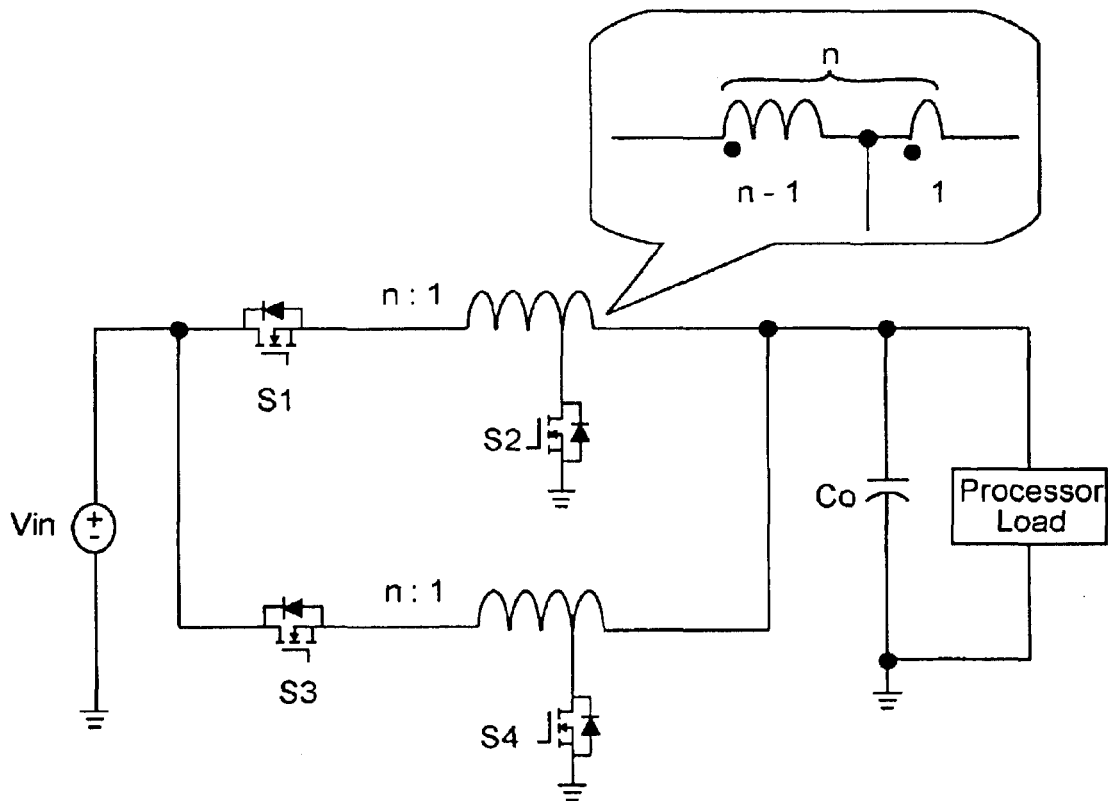 n
n - 1
1
n : 1
S1
S2
Vin
+
-
Co
Processor
Load
n : 1
S3
S4